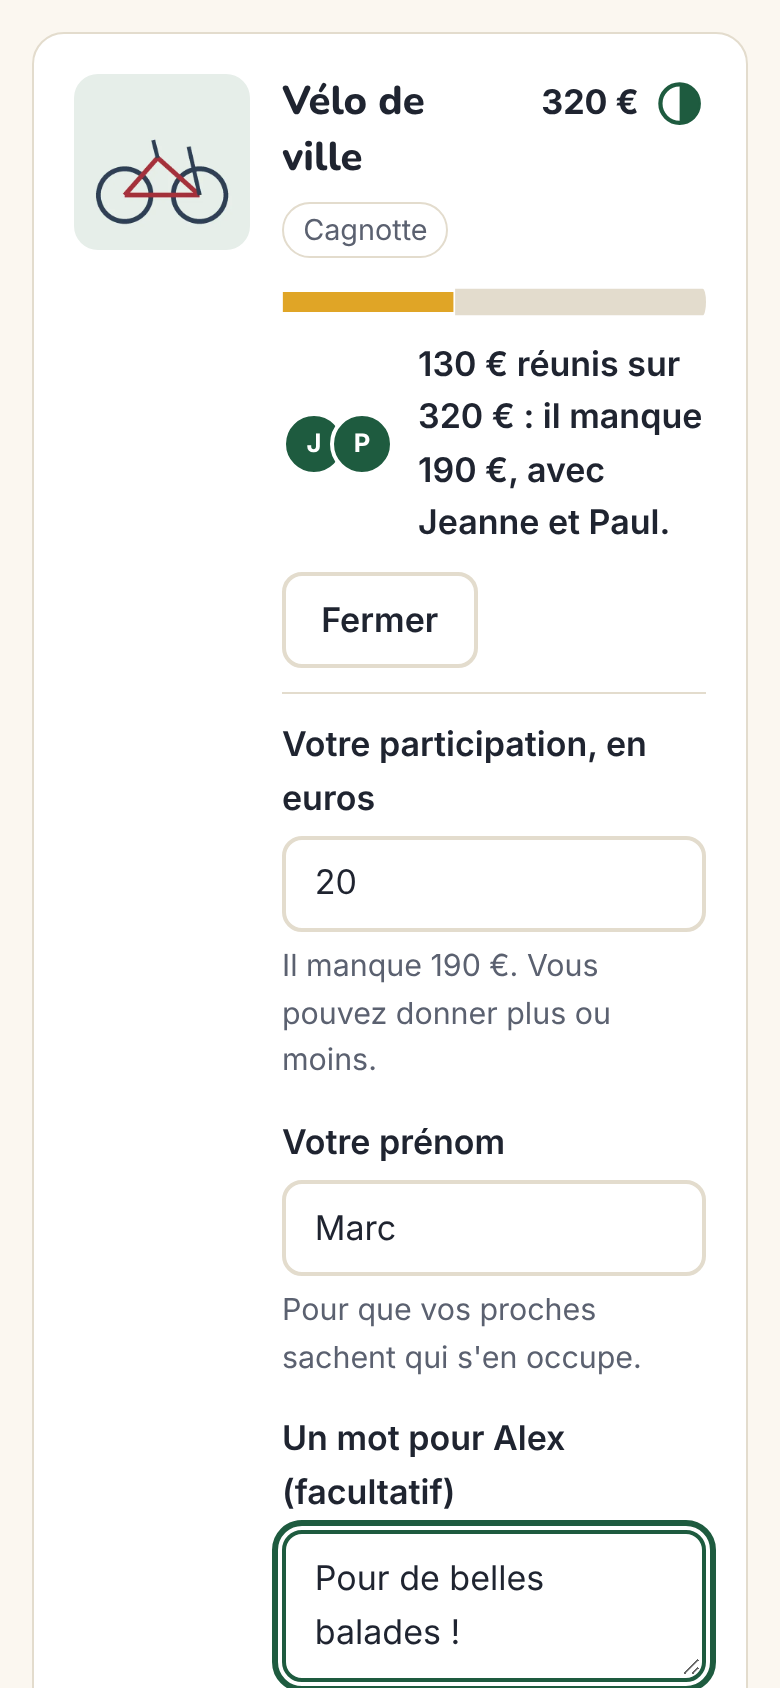 Vélo de
ville
320 €
Cagnotte
130 € réunis sur
320 € : il manque
190 €, avec
Jeanne et Paul.
J P
Fermer
Votre participation, en
euros
20
Il manque 190 €. Vous
pouvez donner plus ou
moins.
Votre prénom
Marc
Pour que vos proches
sachent qui s'en occupe.
Un mot pour Alex
(facultatif)
Pour de belles
balades !